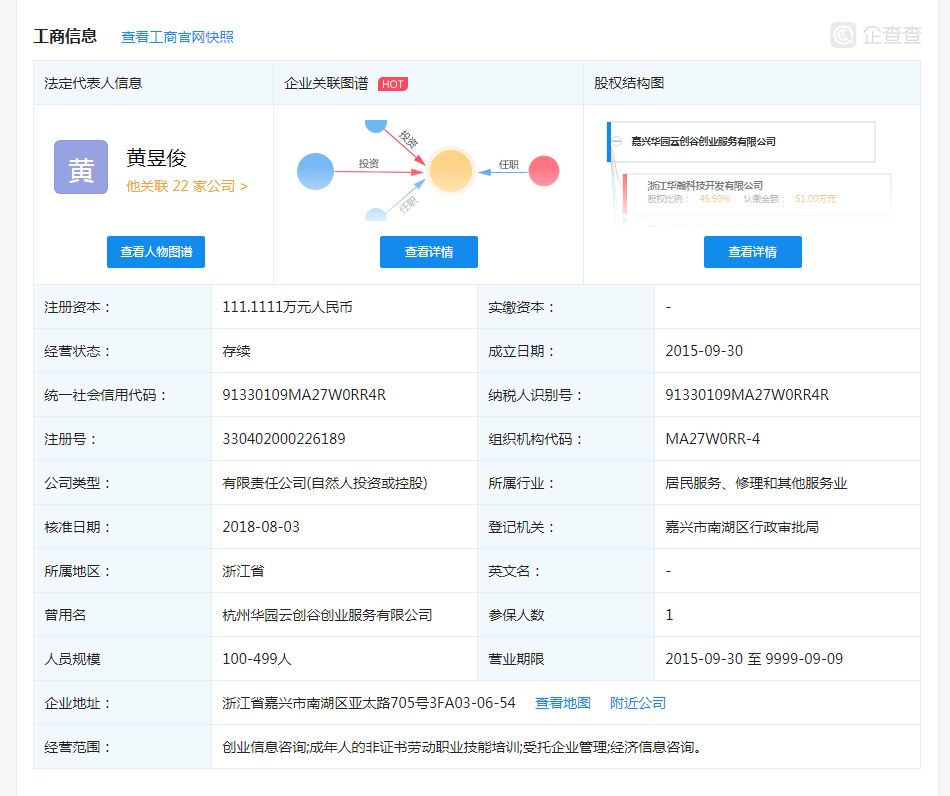 工商信息 查看工商官网快照 企查查
法定代表人信息 企业关联图谱 HOT 股权结构图
黄 黄昱俊
他关联 22 家公司 >
投资
投资
任职
任职
嘉兴华园云创谷创业服务有限公司
浙江华瀚科技开发有限公司
股权比例： 45.90% 认缴金额： 51.00万元
查看人物图谱 查看详情 查看详情
注册资本： 111.1111万元人民币 实缴资本： -
经营状态： 存续 成立日期： 2015-09-30
统一社会信用代码： 91330109MA27W0RR4R 纳税人识别号： 91330109MA27W0RR4R
注册号： 330402000226189 组织机构代码： MA27W0RR-4
公司类型： 有限责任公司(自然人投资或控股) 所属行业： 居民服务、修理和其他服务业
核准日期： 2018-08-03 登记机关： 嘉兴市南湖区行政审批局
所属地区： 浙江省 英文名： -
曾用名 杭州华园云创谷创业服务有限公司 参保人数 1
人员规模 100-499人 营业期限 2015-09-30 至 9999-09-09
企业地址： 浙江省嘉兴市南湖区亚太路705号3FA03-06-54 查看地图 附近公司
经营范围： 创业信息咨询;成年人的非证书劳动职业技能培训;受托企业管理;经济信息咨询。